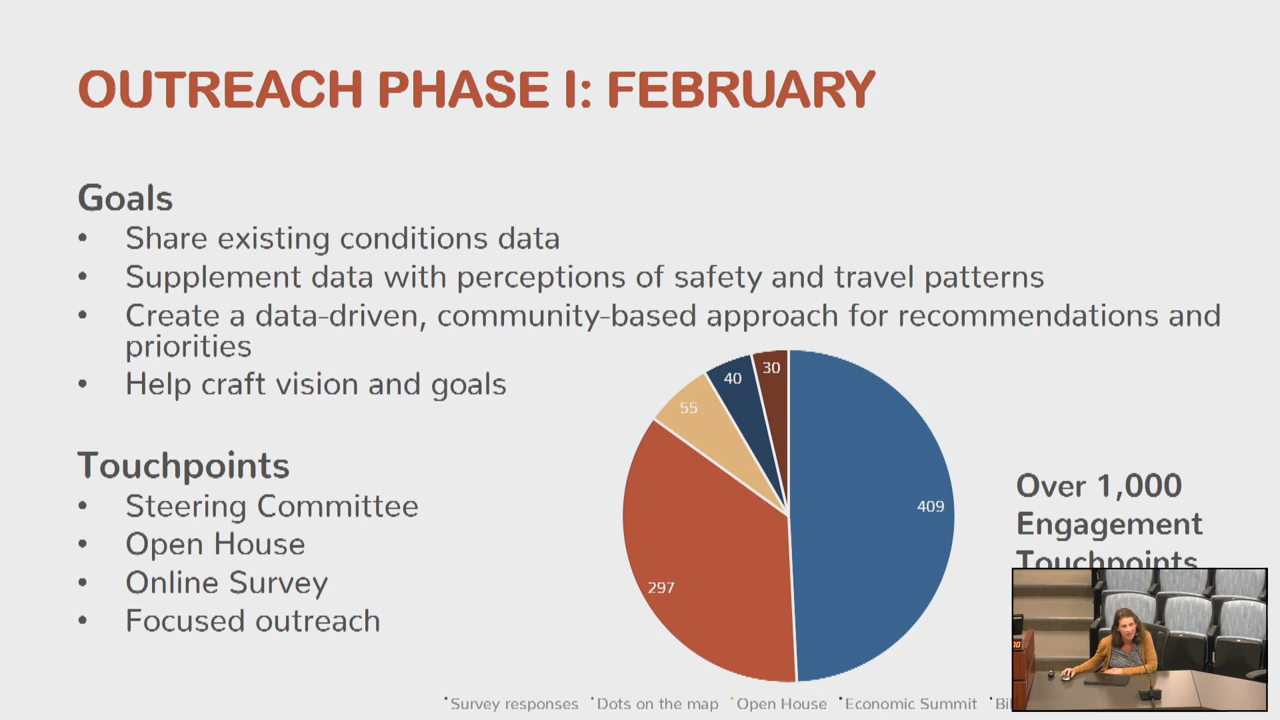 OUTREACH PHASE I: FEBRUARY
Goals
• Share existing conditions data
• Supplement data with perceptions of safety and travel patterns
• Create a data-driven, community-based approach for recommendations and
priorities
• Help craft vision and goals
Touchpoints
• Steering Committee
• Open House
• Online Survey
• Focused outreach
30
40
55
409
297
Over 1,000
Engagement
Touchpoints
Survey responses Dots on the map Open House Economic Summit